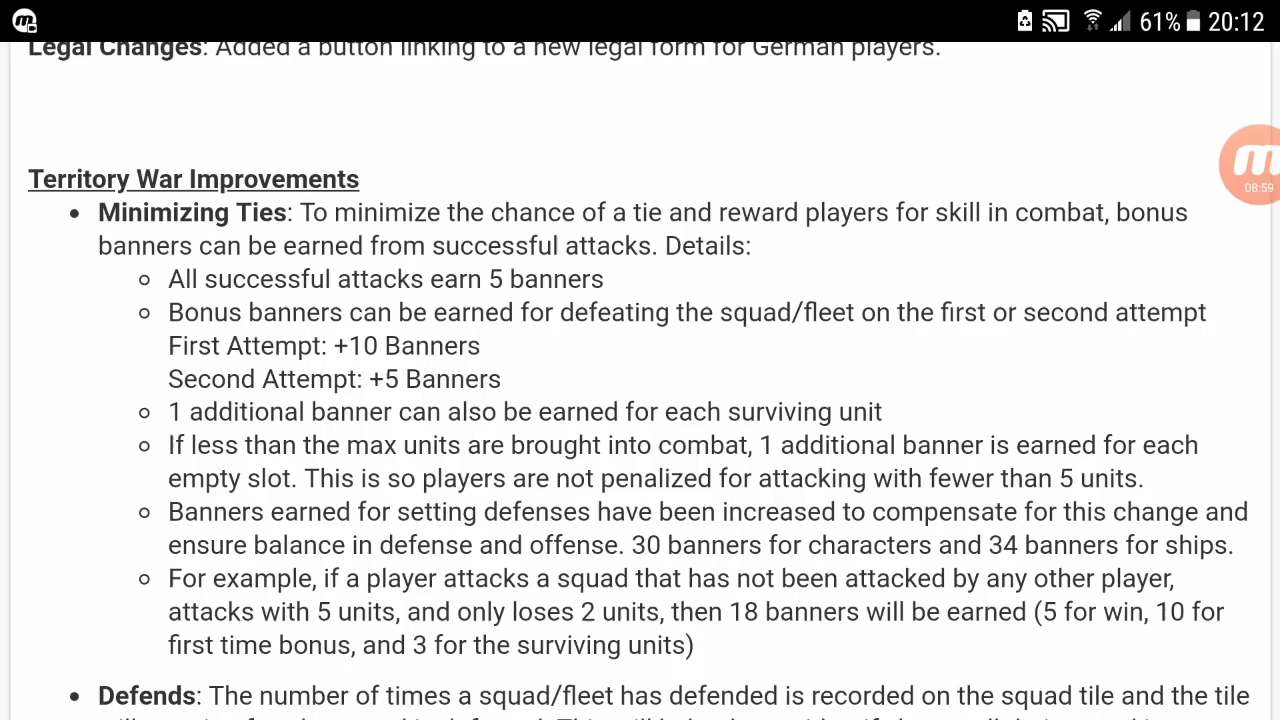 61% 20:12
Legal Changes: Added a button linking to a new legal form for German players.
08:59
Territory War Improvements
• Minimizing Ties: To minimize the chance of a tie and reward players for skill in combat, bonus
banners can be earned from successful attacks. Details:
○ All successful attacks earn 5 banners
○ Bonus banners can be earned for defeating the squad/fleet on the first or second attempt
First Attempt: +10 Banners
Second Attempt: +5 Banners
○ 1 additional banner can also be earned for each surviving unit
○ If less than the max units are brought into combat, 1 additional banner is earned for each
empty slot. This is so players are not penalized for attacking with fewer than 5 units.
○ Banners earned for setting defenses have been increased to compensate for this change and
ensure balance in defense and offense. 30 banners for characters and 34 banners for ships.
○ For example, if a player attacks a squad that has not been attacked by any other player,
attacks with 5 units, and only loses 2 units, then 18 banners will be earned (5 for win, 10 for
first time bonus, and 3 for the surviving units)
• Defends: The number of times a squad/fleet has defended is recorded on the squad tile and the tile